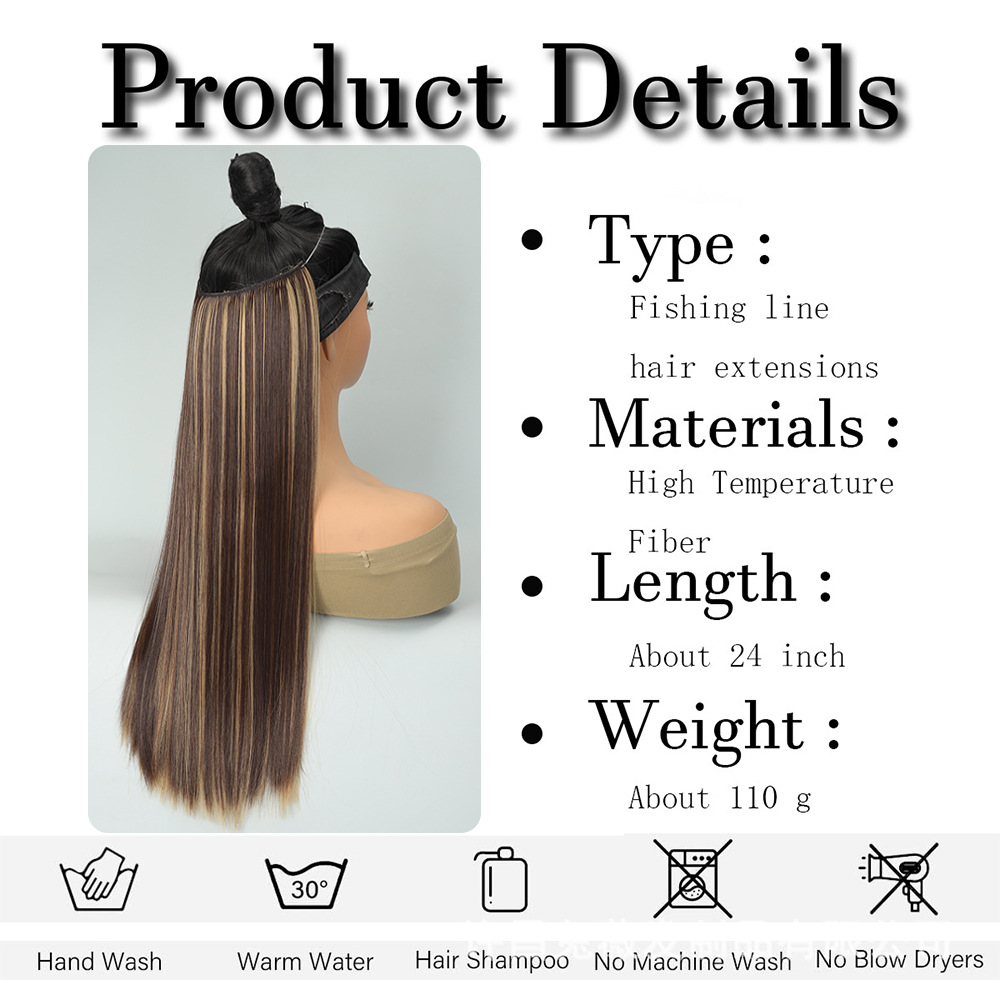 Product Details
Type :
Fishing line
hair extensions
Materials :
High Temperature
Fiber
Length :
About 24 inch
Weight :
About 110 g
30°
Hand Wash
Warm Water
Hair Shampoo
No Machine Wash
No Blow Dryers